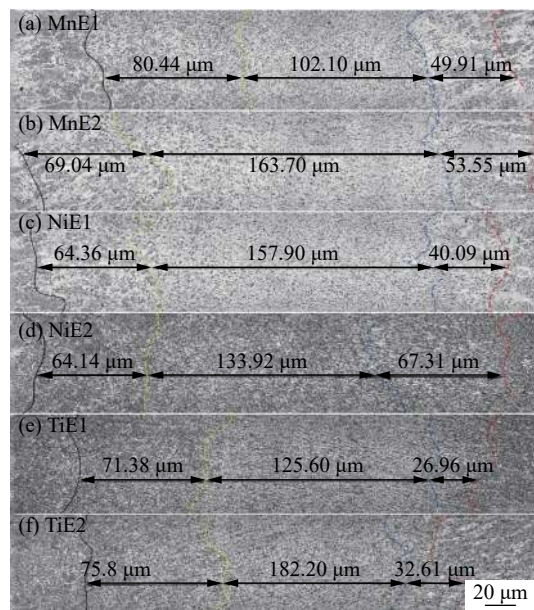 (a) MnE1
80.44 μm 102.10 μm 49.91 μm
(b) MnE2
69.04 μm 163.70 μm 53.55 μm
(c) NiE1
64.36 μm 157.90 μm 40.09 μm
(d) NiE2
64.14 μm 133.92 μm 67.31 μm
(e) TiE1
71.38 μm 125.60 μm 26.96 μm
(f) TiE2
75.8 μm 182.20 μm 32.61 μm
20 μm